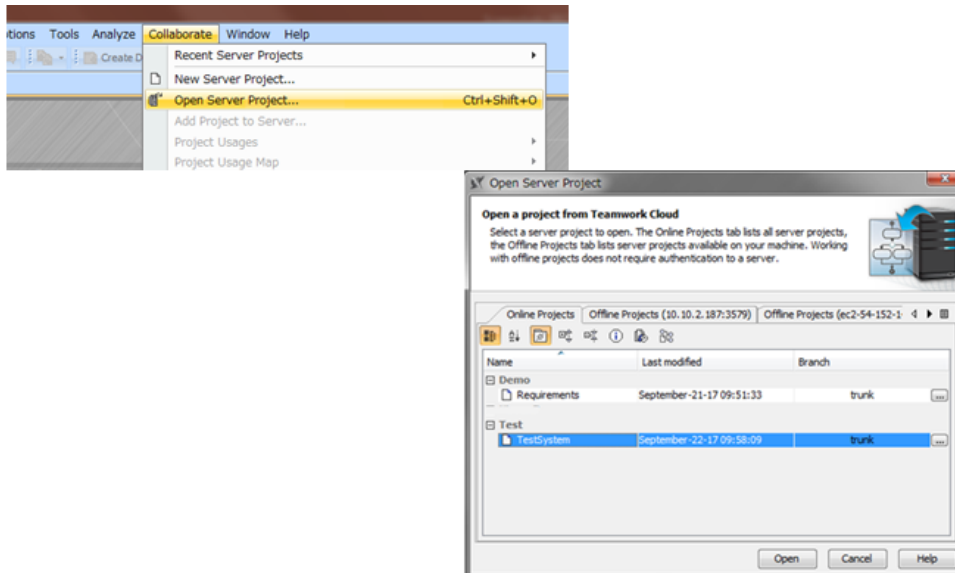 Tools Analyze Collaborate Window Help
Create D
Recent Server Projects
New Server Project...
Open Server Project... Ctrl+Shift+O
Add Project to Server...
Project Usages
Project Usage Map
Open Server Project
Open a project from Teamwork Cloud
Select a server project to open. The Online Projects tab lists all server projects,
the Offline Projects tab lists server projects available on your machine. Working
with offline projects does not require authentication to a server.
Online Projects Offline Projects (10.10.2.187:3579) Offline Projects (ec2-54-152-1
Name Last modified Branch
Demo
Requirements September-21-17 09:51:33 trunk ...
Test
TestSystem September-22-17 09:58:09 trunk ...
Open Cancel Help